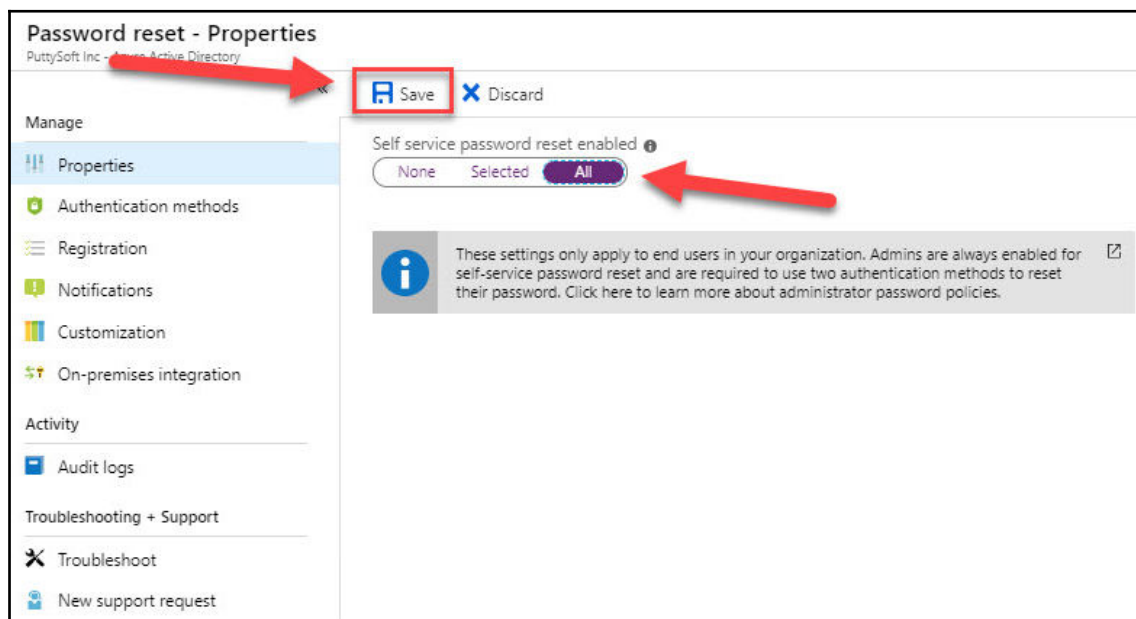 Password reset - Properties
PuttySoft Inc - Azure Active Directory
«
Save
Discard
Manage
Self service password reset enabled
Properties
None
Selected
All
Authentication methods
Registration
These settings only apply to end users in your organization. Admins are always enabled for
self-service password reset and are required to use two authentication methods to reset
their password. Click here to learn more about administrator password policies.
Notifications
Customization
On-premises integration
Activity
Audit logs
Troubleshooting + Support
Troubleshoot
New support request